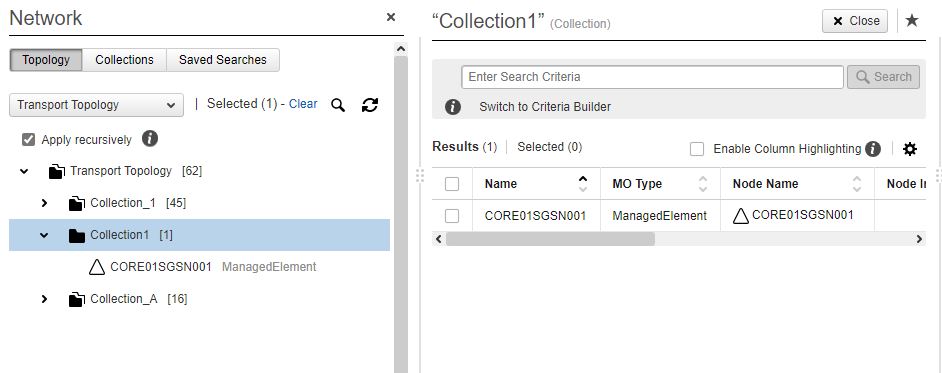 Network
Topology Collections Saved Searches
Transport Topology | Selected (1) - Clear
Apply recursively
Transport Topology [62]
Collection_1 [45]
Collection1 [1]
CORE01SGSN001 ManagedElement
Collection_A [16]
“Collection1” (Collection)
Close
Enter Search Criteria
Search
Switch to Criteria Builder
Results (1) | Selected (0)
Enable Column Highlighting
Name MO Type Node Name Node In
CORE01SGSN001 ManagedElement CORE01SGSN001